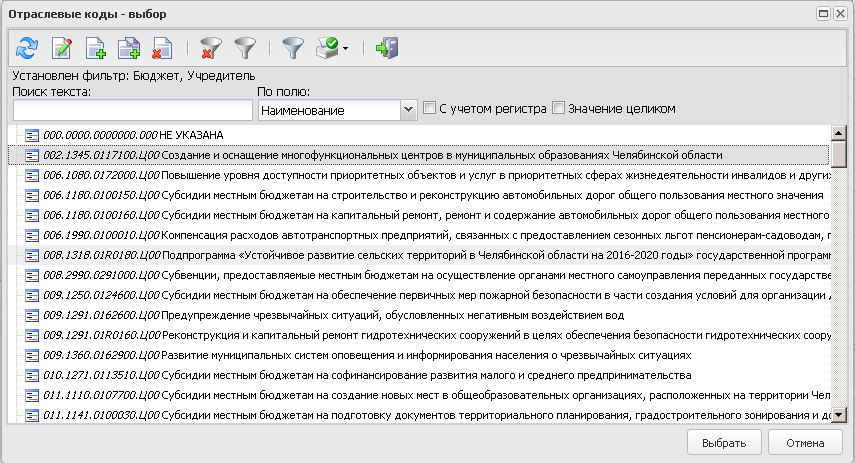 Отраслевые коды - выбор
Установлен фильтр: Бюджет, Учредитель
Поиск текста: По полю:
Наименование С учетом регистра Значение целиком
000.0000.0000000.000 НЕ УКАЗАНА
002.1345.0117100.Ц00 Создание и оснащение многофункциональных центров в муниципальных образованиях Челябинской области
006.1080.0172000.Ц00 Повышение уровня доступности приоритетных объектов и услуг в приоритетных сферах жизнедеятельности инвалидов и других
006.1180.0100150.Ц00 Субсидии местным бюджетам на строительство и реконструкцию автомобильных дорог общего пользования местного значения
006.1180.0100160.Ц00 Субсидии местным бюджетам на капитальный ремонт, ремонт и содержание автомобильных дорог общего пользования местного
006.1990.0100010.Ц00 Компенсация расходов автотранспортных предприятий, связанных с предоставлением сезонных льгот пенсионерам-садоводам,
008.1318.01R0180.Ц00 Подпрограмма «Устойчивое развитие сельских территорий в Челябинской области на 2016-2020 годы» государственной програм
008.2990.0291000.Ц00 Субвенции, предоставляемые местным бюджетам на осуществление органами местного самоуправления переданных государстве
009.1250.0124600.Ц00 Субсидии местным бюджетам на обеспечение первичных мер пожарной безопасности в части создания условий для организации
009.1291.0162600.Ц00 Предупреждение чрезвычайных ситуаций, обусловленных негативным воздействием вод
009.1291.01R0160.Ц00 Реконструкция и капитальный ремонт гидротехнических сооружений в целях обеспечения безопасности гидротехнических соору
009.1360.0162900.Ц00 Развитие муниципальных систем оповещения и информирования населения о чрезвычайных ситуациях
010.1271.0113510.Ц00 Субсидии местным бюджетам на софинансирование развития малого и среднего предпринимательства
011.1110.0107700.Ц00 Субсидии местным бюджетам на создание новых мест в общеобразовательных организациях, расположенных на территории Чел
011.1141.0100030.Ц00 Субсидии местным бюджетам на подготовку документов территориального планирования, градостроительного зонирования и до
Выбрать Отмена